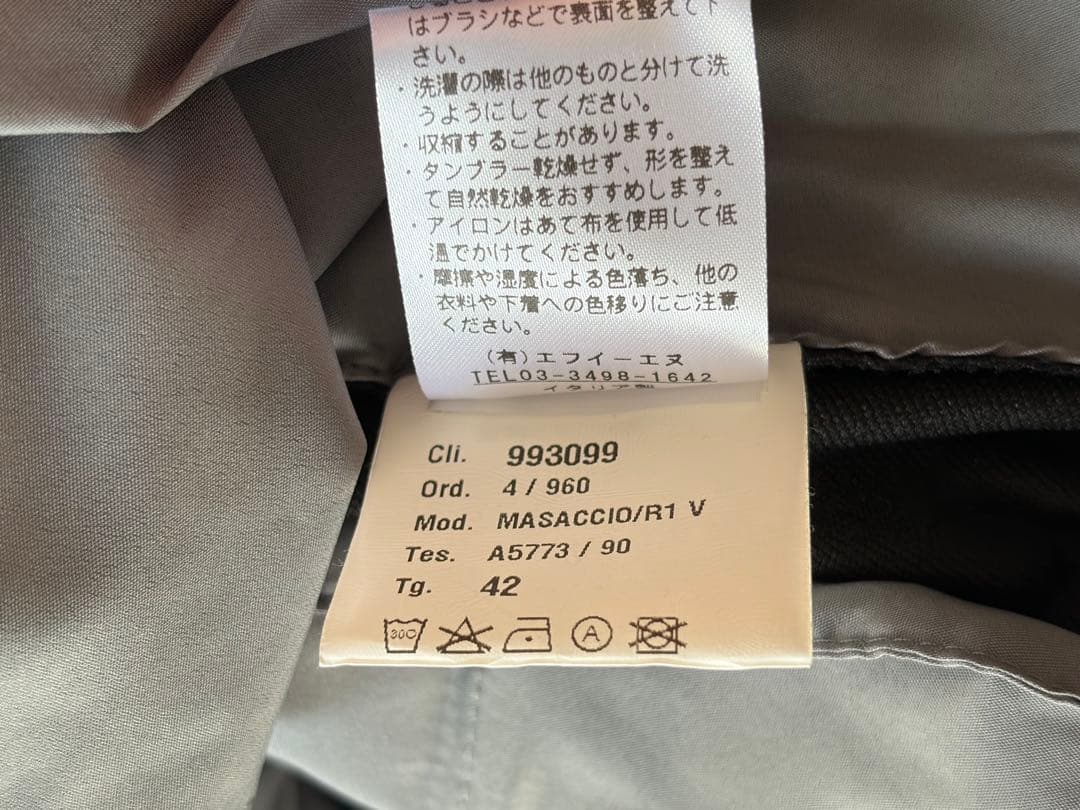 はブラシなどで表面を整えて下
さい。
・洗濯の際は他のものと分けて洗
うようにしてください。
・収縮することがあります。
・タンブラー乾燥せず、形を整え
て自然乾燥をおすすめします。
・アイロンはあて布を使用して低
温でかけてください。
・摩擦や湿度による色落ち、他の
衣料や下着への色移りにご注意
ください。
(有)エフイーエヌ
TEL03-3498-1642
イタリア製
Cli. 993099
Ord. 4 / 960
Mod. MASACCIO/R1 V
Tes. A5773 / 90
Tg. 42
30C
A